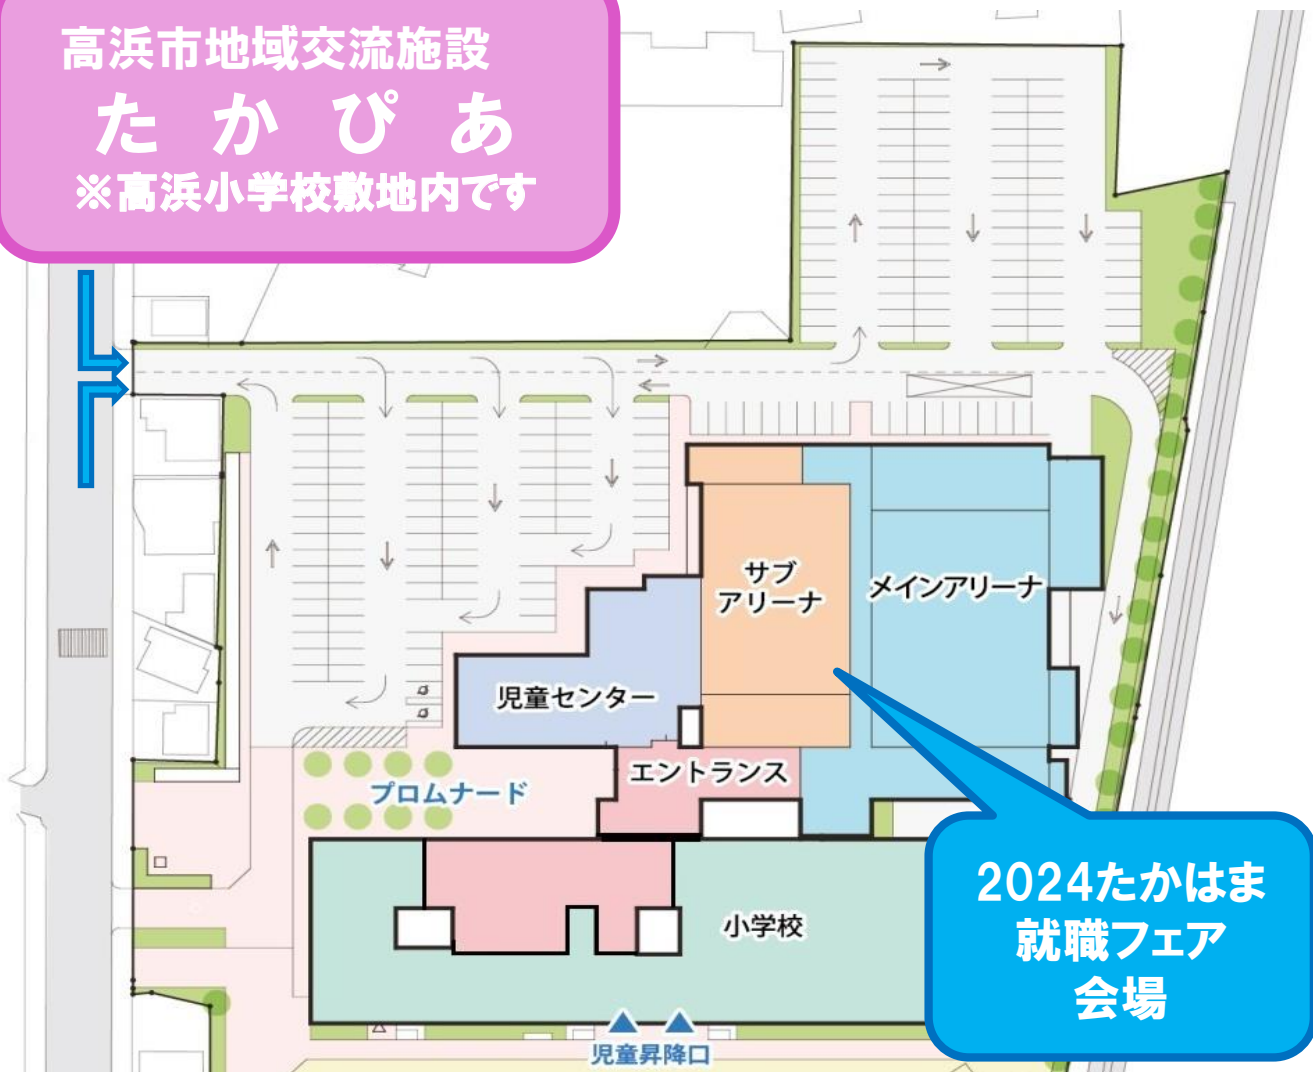 高浜市地域交流施設
たかぴあ
※高浜小学校敷地内です
サブ
アリーナ
メインアリーナ
児童センター
エントランス
プロムナード
小学校
2024たかはま
就職フェア
会場
児童昇降口